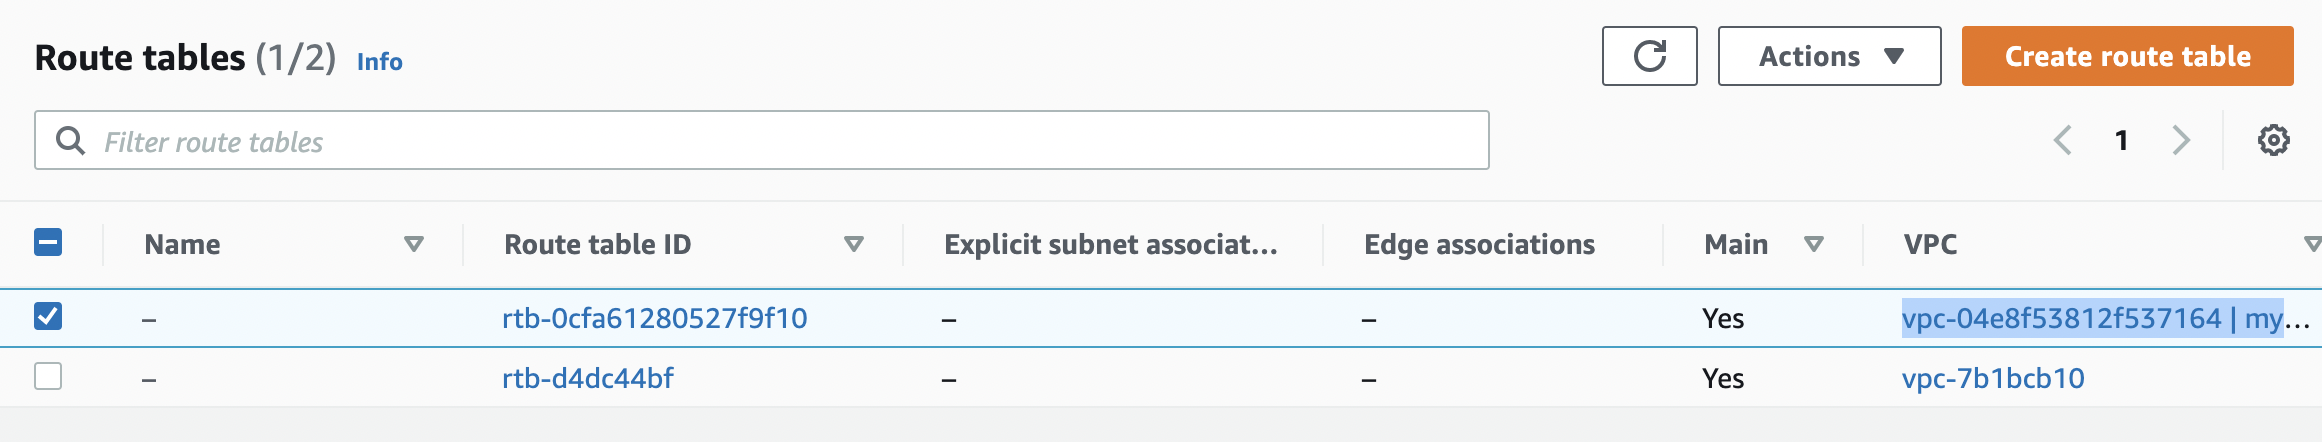 Route tables (1/2) Info
Actions
Create route table
Filter route tables
1
Name Route table ID Explicit subnet associat... Edge associations Main VPC
– rtb-0cfa61280527f9f10 – – Yes vpc-04e8f53812f537164 | my...
– rtb-d4dc44bf – – Yes vpc-7b1bcb10